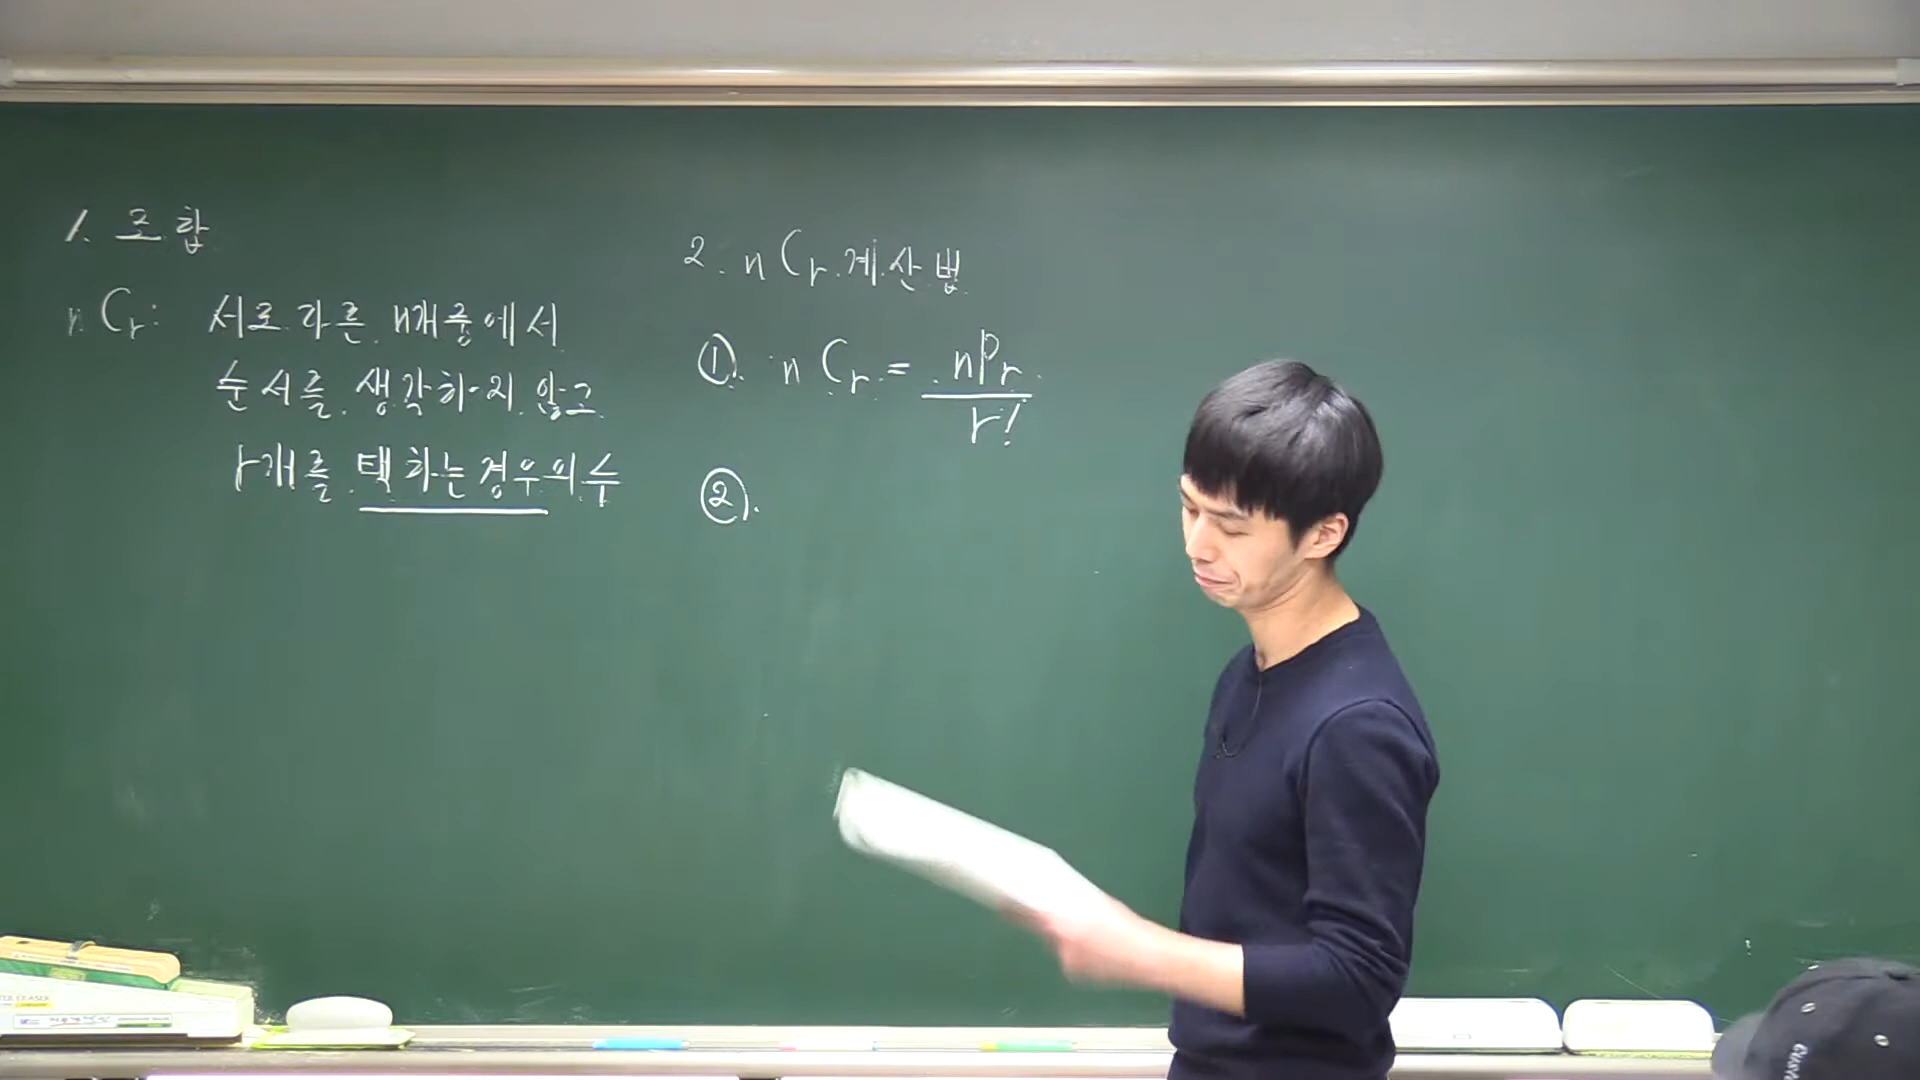 1. 조합
nCr: 서로 다른 n개 중에서
순서를 생각하지 않고
r개를 택하는 경우의 수
2. nCr 계산법
① nCr = nPr / r!
②